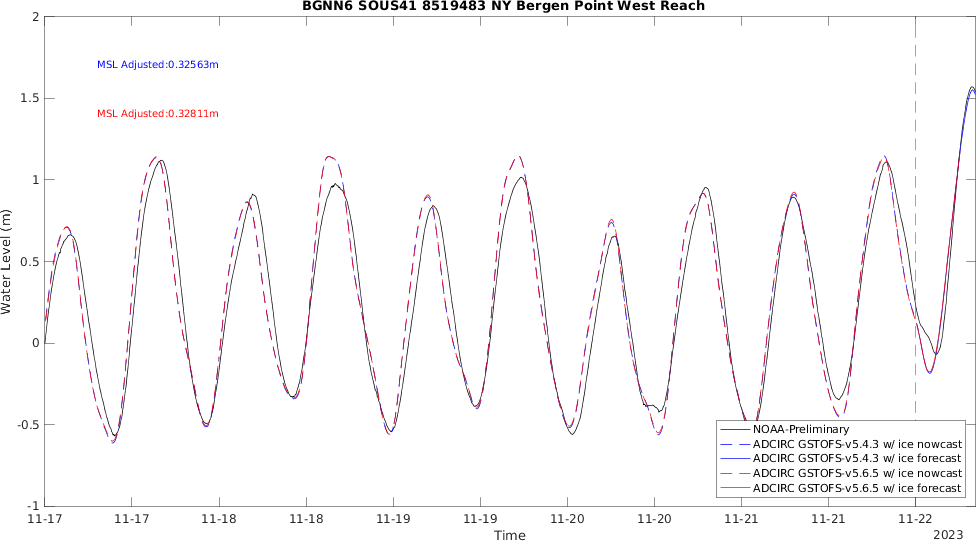 BGNN6 SOUS41 8519483 NY Bergen Point West Reach
2
1.5
1
0.5
0
-0.5
-1
Water Level (m)
MSL Adjusted:0.32563m
MSL Adjusted:0.32811m
NOAA-Preliminary
ADCIRC GSTOFS-v5.4.3 w/ ice nowcast
ADCIRC GSTOFS-v5.4.3 w/ ice forecast
ADCIRC GSTOFS-v5.6.5 w/ ice nowcast
ADCIRC GSTOFS-v5.6.5 w/ ice forecast
11-17 11-17 11-18 11-18 11-19 11-19 11-20 11-20 11-21 11-21 11-22
Time
2023